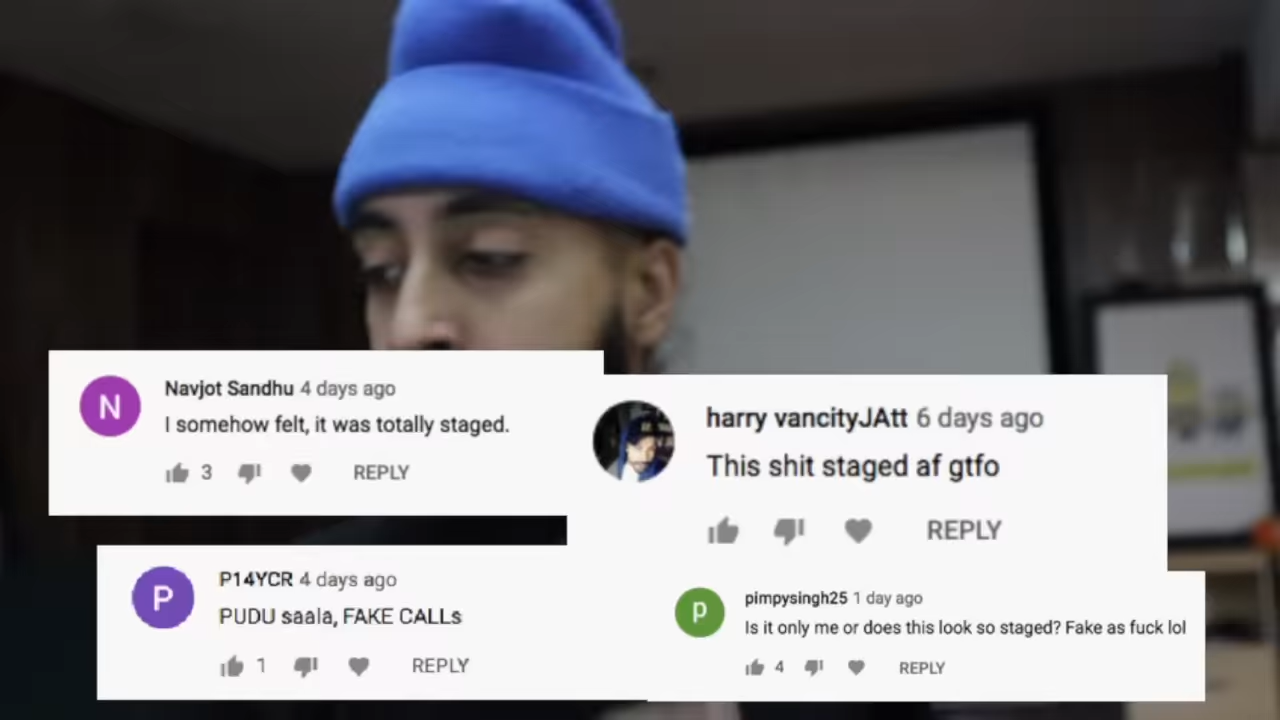 N
Navjot Sandhu 4 days ago
I somehow felt, it was totally staged.
3 REPLY
harry vancityJAtt 6 days ago
This shit staged af gtfo
REPLY
P
P14YCR 4 days ago
PUDU saala, FAKE CALLs
1 REPLY
p
pimpysingh25 1 day ago
Is it only me or does this look so staged? Fake as fuck lol
4 REPLY